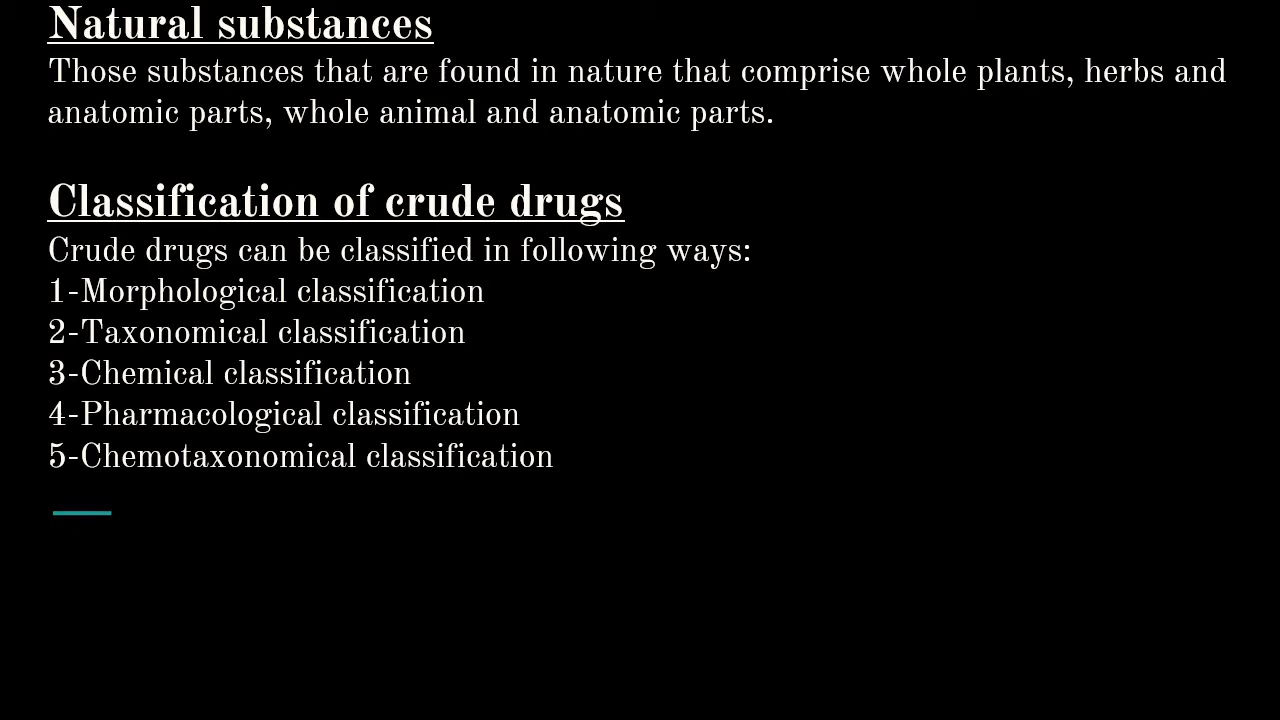 Natural substances
Those substances that are found in nature that comprise whole plants, herbs and
anatomic parts, whole animal and anatomic parts.
Classification of crude drugs
Crude drugs can be classified in following ways:
1-Morphological classification
2-Taxonomical classification
3-Chemical classification
4-Pharmacological classification
5-Chemotaxonomical classification